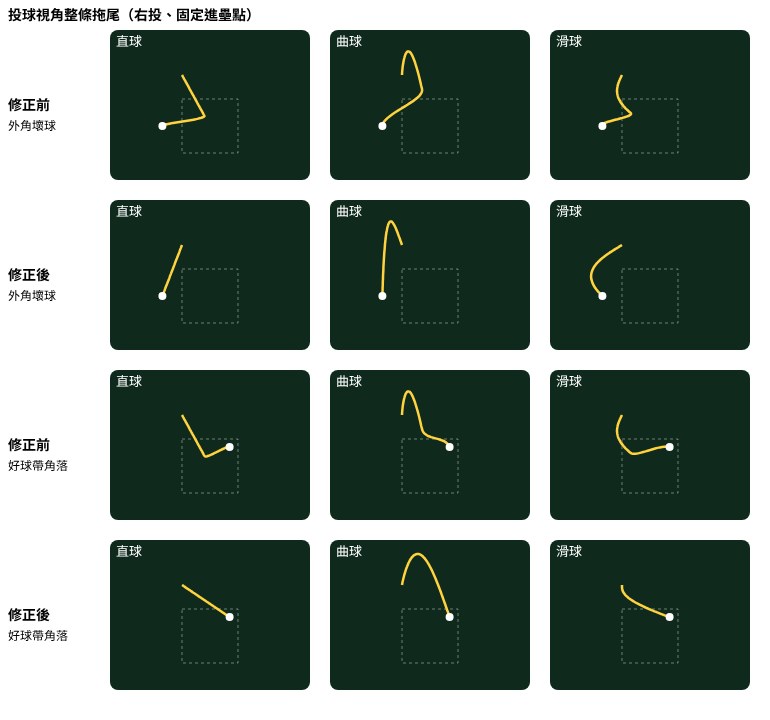 投球視角整條拖尾（右投、固定進壘點）
直球
曲球
滑球
修正前
外角壞球
直球
曲球
滑球
修正後
外角壞球
直球
曲球
滑球
修正前
好球帶角落
直球
曲球
滑球
修正後
好球帶角落